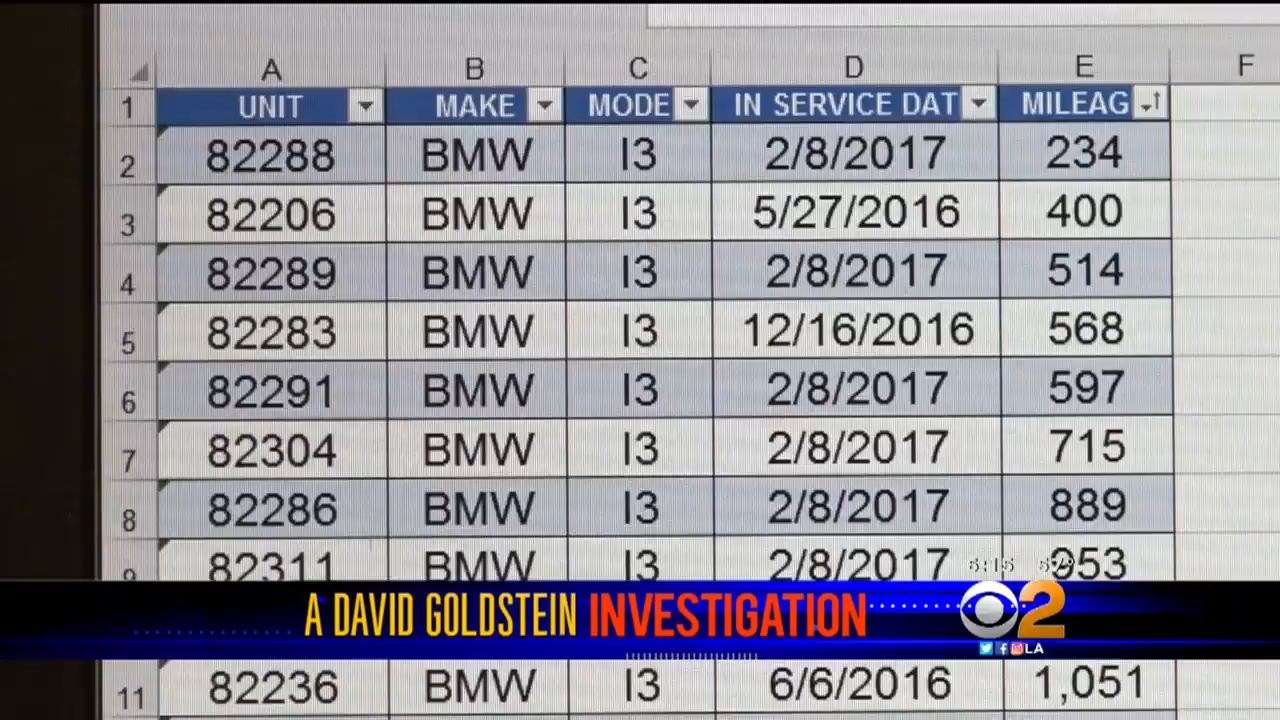 A B C D E F
1 UNIT MAKE MODE IN SERVICE DAT MILEAG
2 82288 BMW I3 2/8/2017 234
3 82206 BMW I3 5/27/2016 400
4 82289 BMW I3 2/8/2017 514
5 82283 BMW I3 12/16/2016 568
6 82291 BMW I3 2/8/2017 597
7 82304 BMW I3 2/8/2017 715
8 82286 BMW I3 2/8/2017 889
9 82311 BMW I3 2/8/2017 953
A DAVID GOLDSTEIN INVESTIGATION 2
LA
11 82236 BMW I3 6/6/2016 1,051